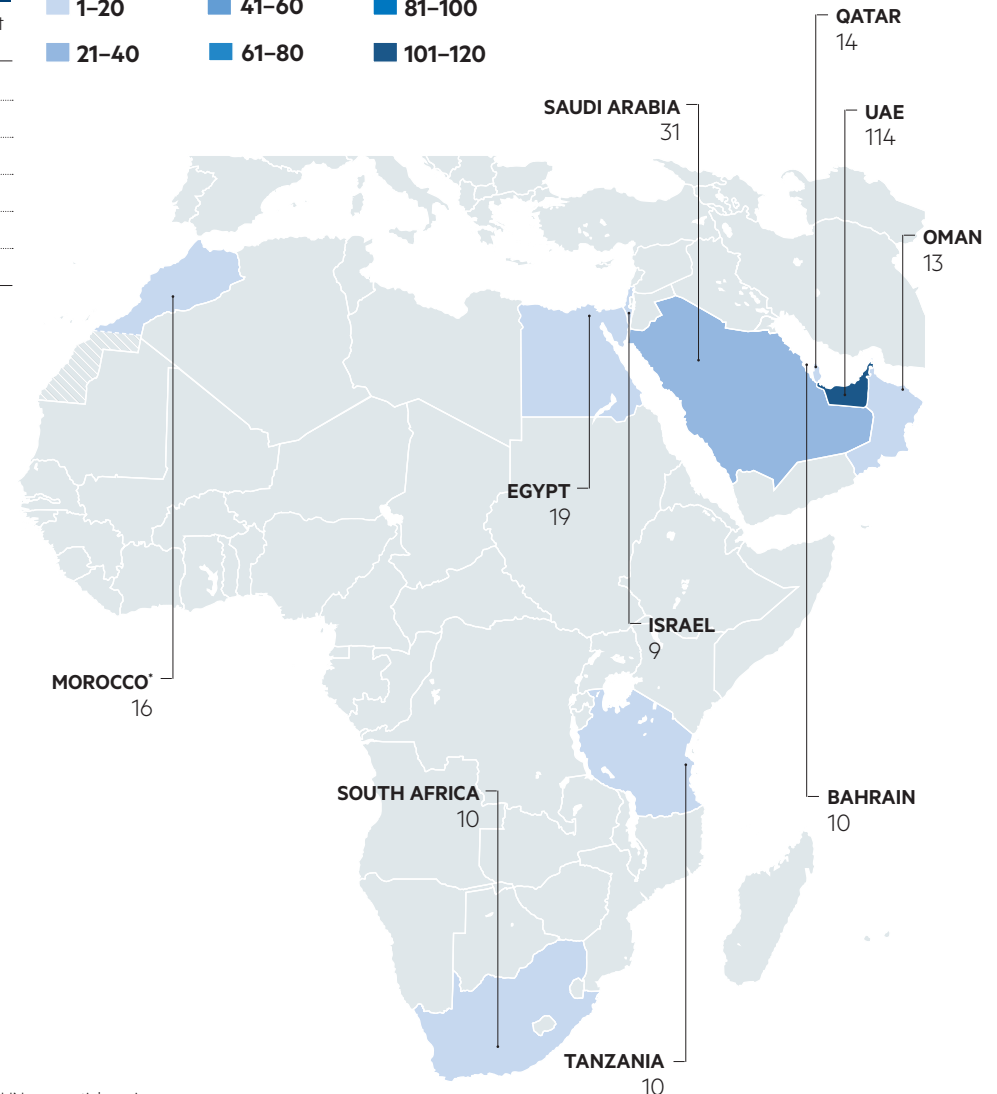 1–20
41–60
81–100
21–40
61–80
101–120
QATAR
14
SAUDI ARABIA
31
UAE
114
OMAN
13
EGYPT
19
ISRAEL
9
MOROCCO*
16
SOUTH AFRICA
10
BAHRAIN
10
TANZANIA
10